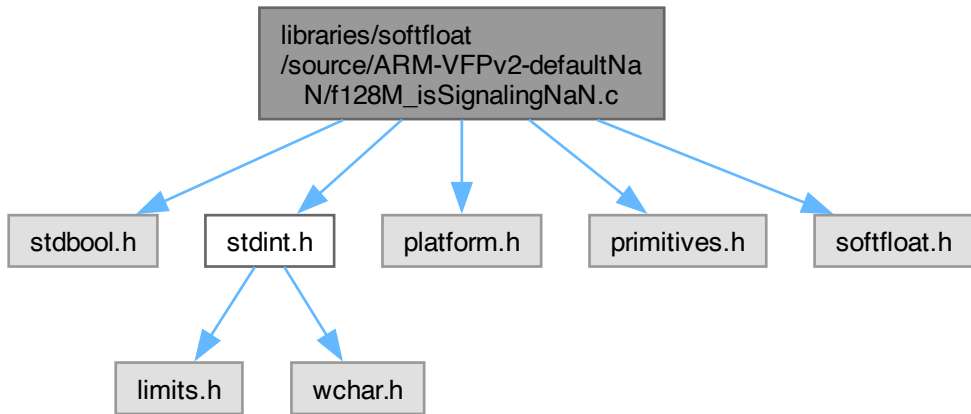 libraries/softfloat
/source/ARM-VFPv2-defaultNa
N/f128M_isSignalingNaN.c
stdbool.h
stdint.h
platform.h
primitives.h
softfloat.h
limits.h
wchar.h